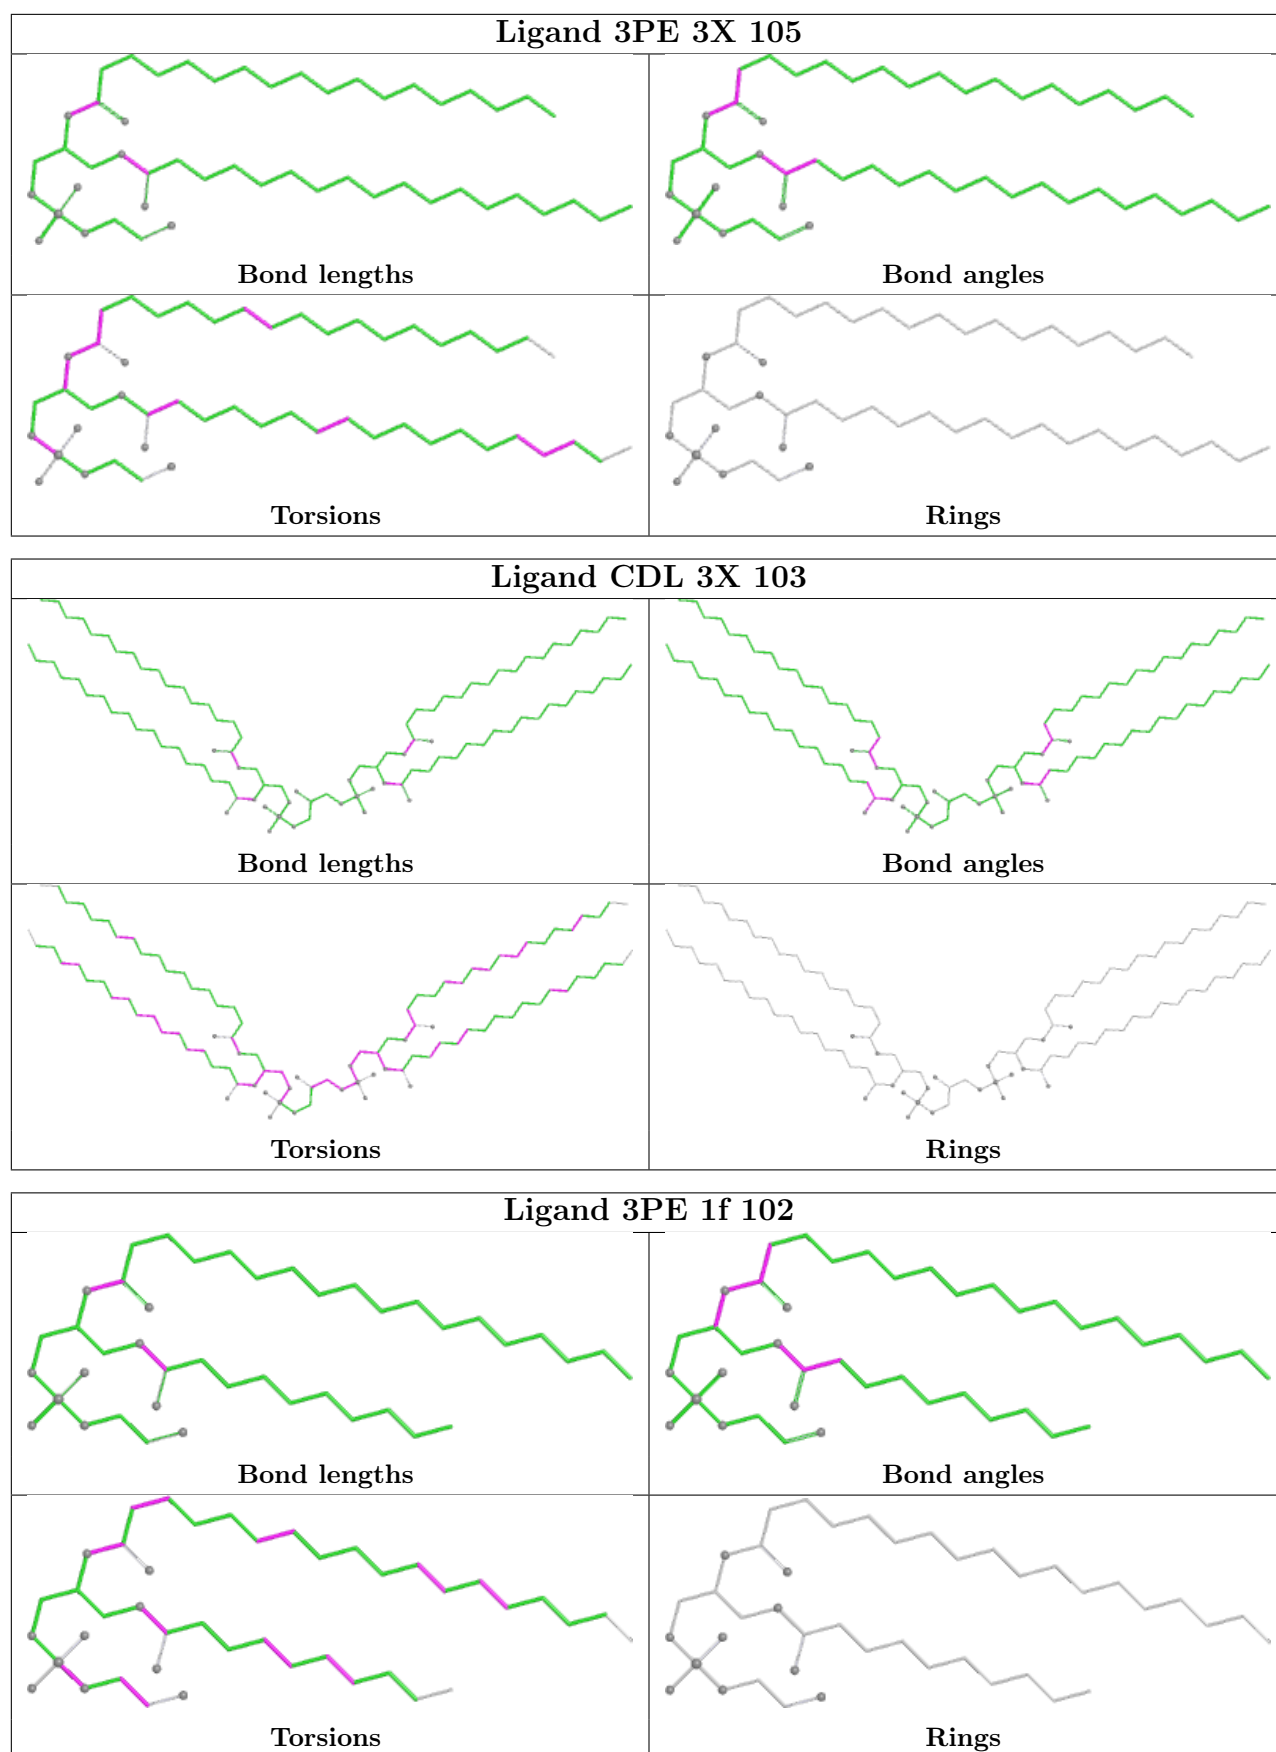 Ligand 3PE 3X 105
Bond lengths
Bond angles
Torsions
Rings
Ligand CDL 3X 103
Bond lengths
Bond angles
Torsions
Rings
Ligand 3PE 1f 102
Bond lengths
Bond angles
Torsions
Rings